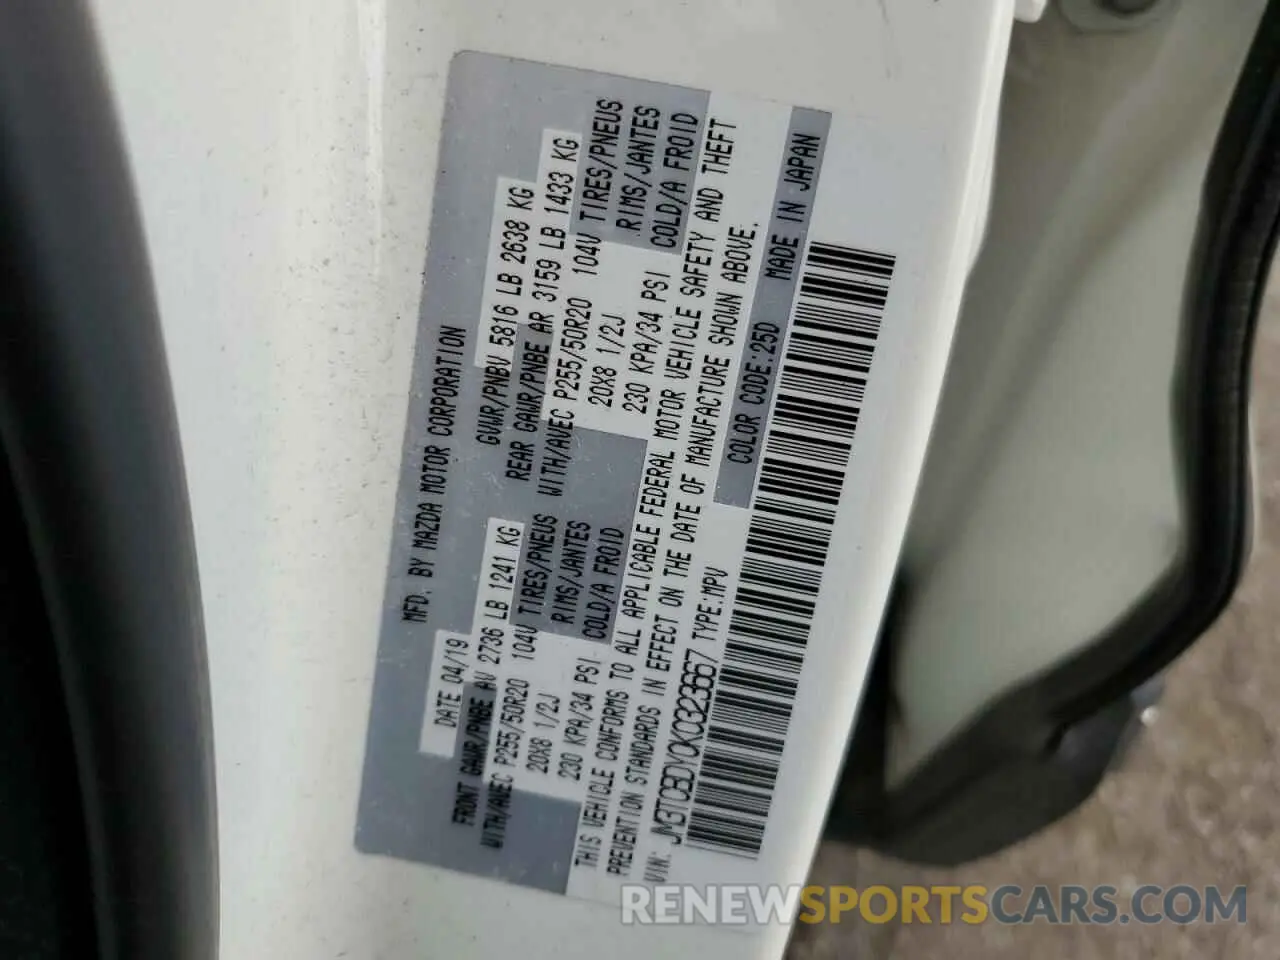 MFD. BY MAZDA MOTOR CORPORATION
DATE 04/19 GVWR/PNBV 5816 LB 2638 KG
FRONT GAWR/PNBE AV 2736 LB 1241 KG REAR GAWR/PNBE AR 3159 LB 1433 KG
WITH/AVEC P255/50R20 104V TIRES/PNEUS WITH/AVEC P255/50R20 104V TIRES/PNEUS
20X8 1/2J RIMS/JANTES 20X8 1/2J RIMS/JANTES
230 KPA/34 PSI COLD/A FROID 230 KPA/34 PSI COLD/A FROID
THIS VEHICLE CONFORMS TO ALL APPLICABLE FEDERAL MOTOR VEHICLE SAFETY AND THEFT
PREVENTION STANDARDS IN EFFECT ON THE DATE OF MANUFACTURE SHOWN ABOVE.
VIN: JM3TCBDY0K0323667 TYPE:MPV COLOR CODE:25D MADE IN JAPAN
RENEWSPORTSCARS.COM